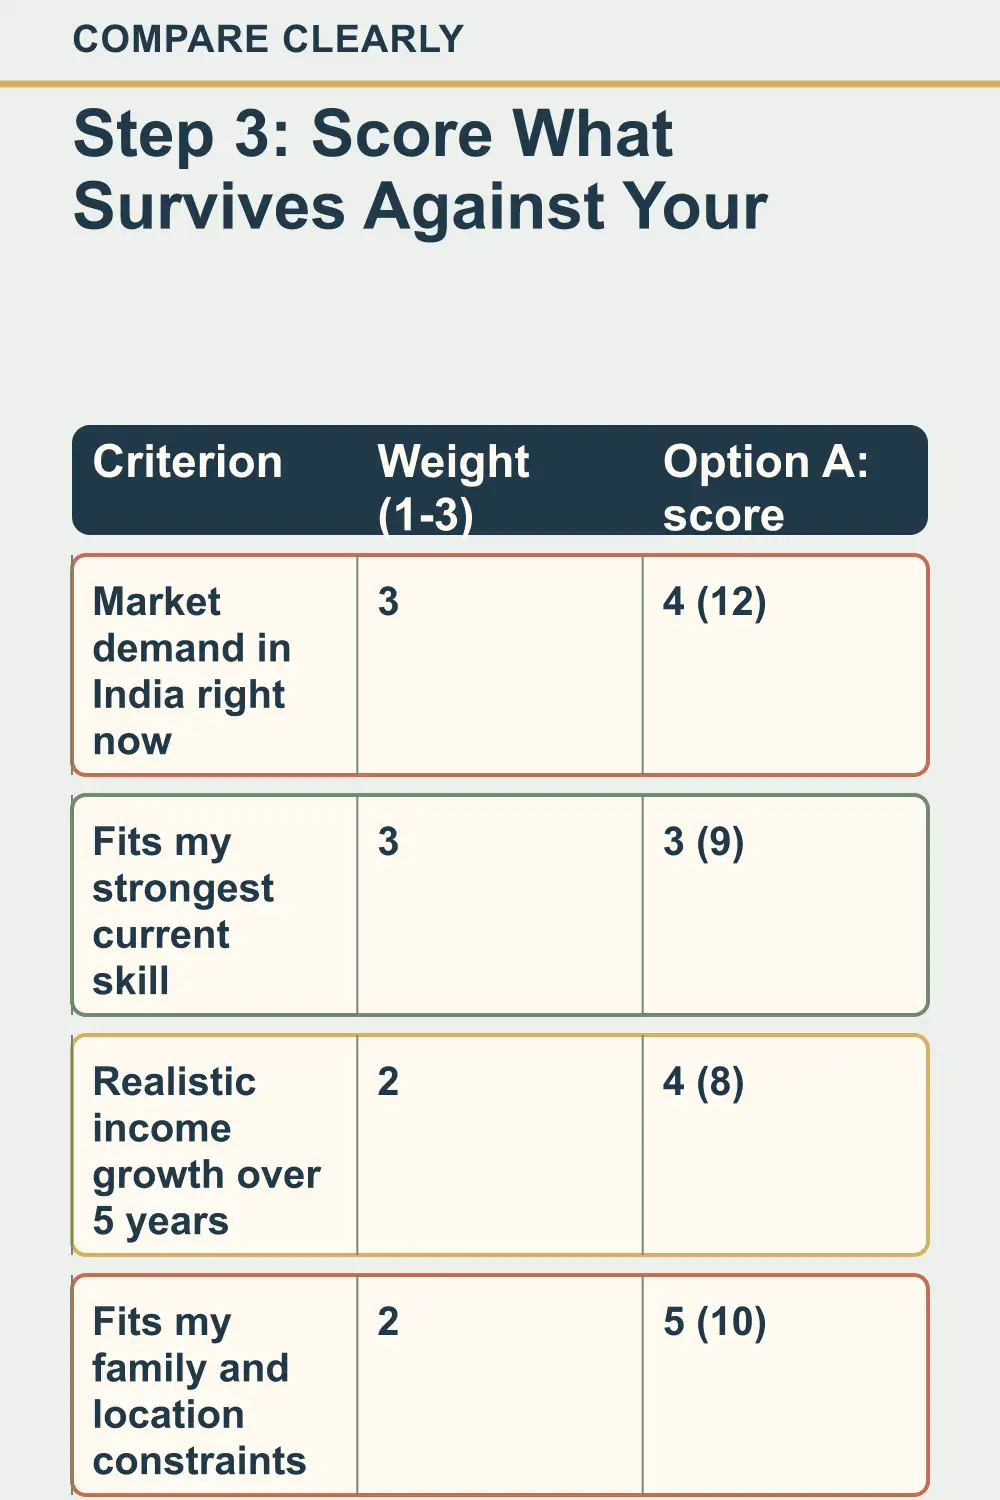 COMPARE CLEARLY
Step 3: Score What
Survives Against Your
Criterion
Weight
(1-3)
Option A:
score
Market
demand in
India right
now
3
4 (12)
Fits my
strongest
current
skill
3
3 (9)
Realistic
income
growth over
5 years
2
4 (8)
Fits my
family and
location
constraints
2
5 (10)